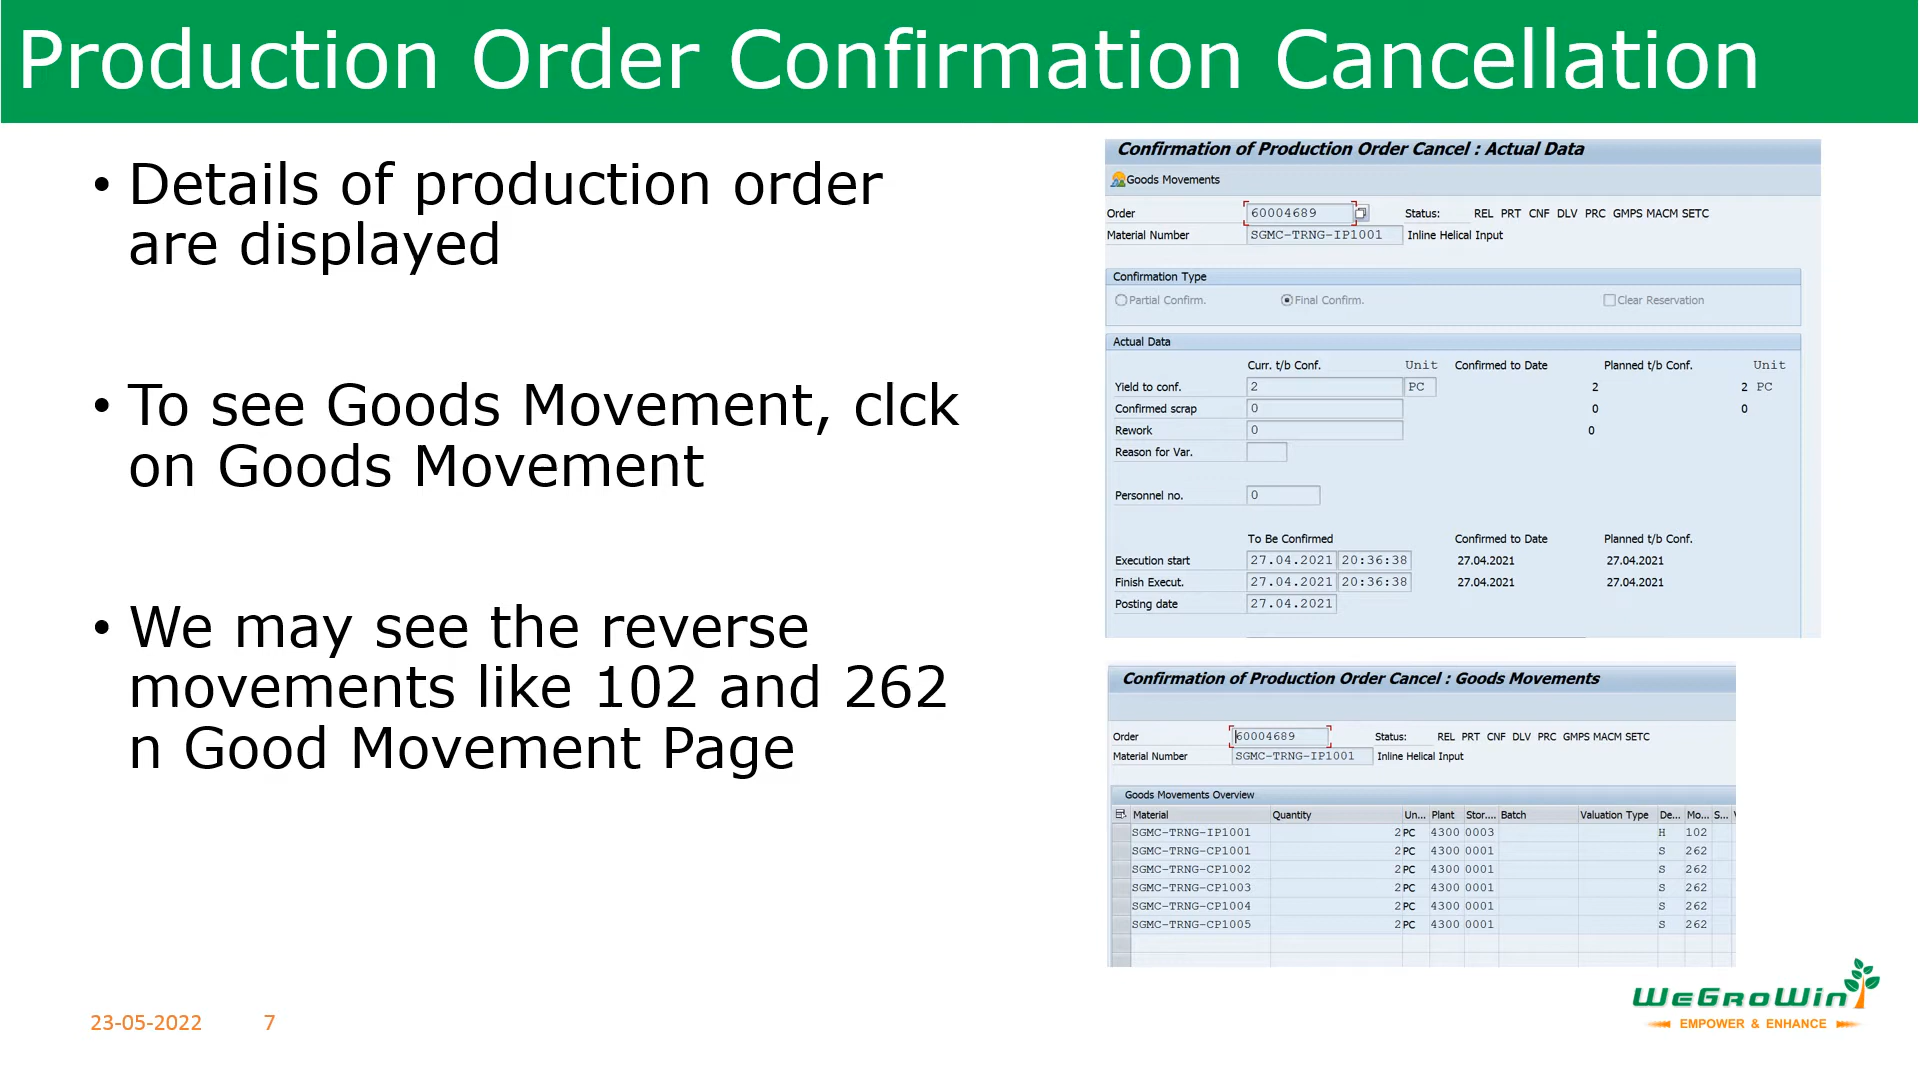 Production Order Confirmation Cancellation
• Details of production order
are displayed
• To see Goods Movement, clck
on Goods Movement
• We may see the reverse
movements like 102 and 262
n Good Movement Page
Confirmation of Production Order Cancel : Actual Data
Goods Movements
Order 60004689 Status: REL PRT CNF DLV PRC GMPS MACM SETC
Material Number SGMC-TRNG-IP1001 Inline Helical Input
Confirmation Type
Partial Confirm. Final Confirm. Clear Reservation
Actual Data
Curr. t/b Conf. Unit Confirmed to Date Planned t/b Conf. Unit
Yield to conf. 2 PC 2 2 PC
Confirmed scrap 0 0 0
Rework 0 0
Reason for Var.
Personnel no. 0
To Be Confirmed Confirmed to Date Planned t/b Conf.
Execution start 27.04.2021 20:36:38 27.04.2021 27.04.2021
Finish Execut. 27.04.2021 20:36:38 27.04.2021 27.04.2021
Posting date 27.04.2021
Confirmation of Production Order Cancel : Goods Movements
Order 60004689 Status: REL PRT CNF DLV PRC GMPS MACM SETC
Material Number SGMC-TRNG-IP1001 Inline Helical Input
Goods Movements Overview
Material Quantity Un... Plant Stor.... Batch Valuation Type De... Mo... S...
SGMC-TRNG-IP1001 2 PC 4300 0003 H 102
SGMC-TRNG-CP1001 2 PC 4300 0001 S 262
SGMC-TRNG-CP1002 2 PC 4300 0001 S 262
SGMC-TRNG-CP1003 2 PC 4300 0001 S 262
SGMC-TRNG-CP1004 2 PC 4300 0001 S 262
SGMC-TRNG-CP1005 2 PC 4300 0001 S 262
23-05-2022 7
WeGroWin
EMPOWER & ENHANCE